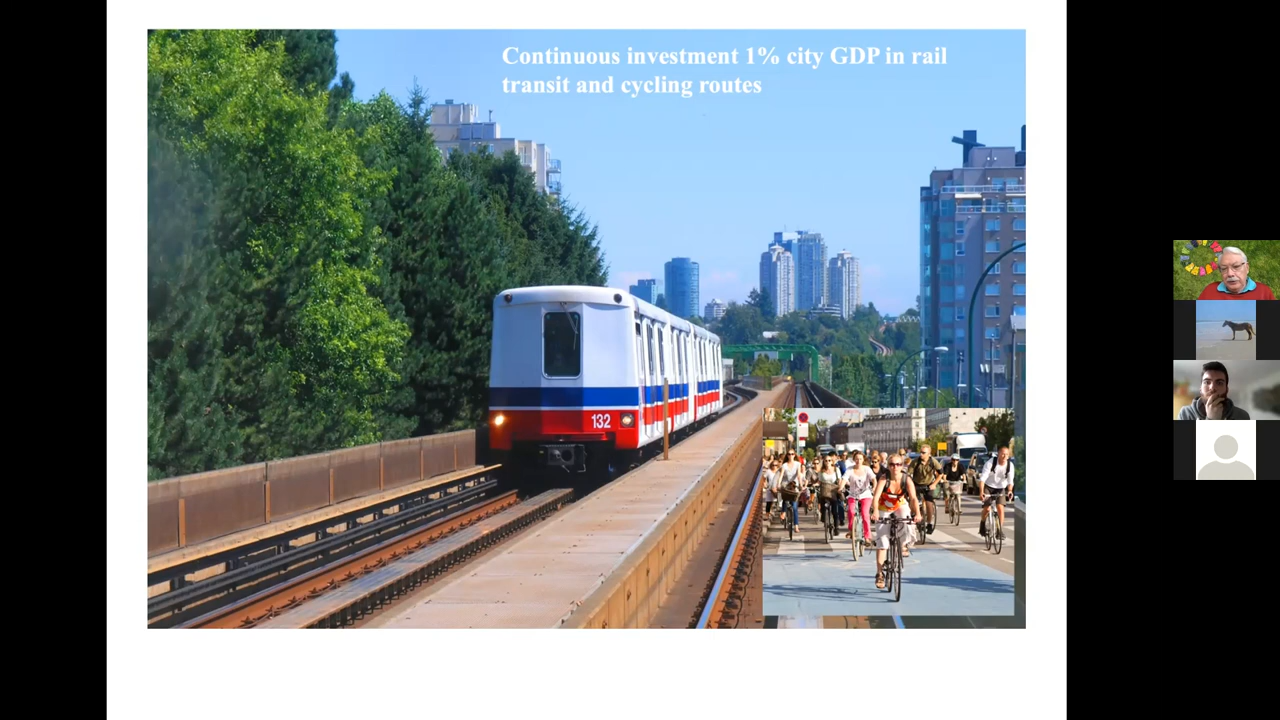 Continuous investment 1% city GDP in rail
transit and cycling routes
132